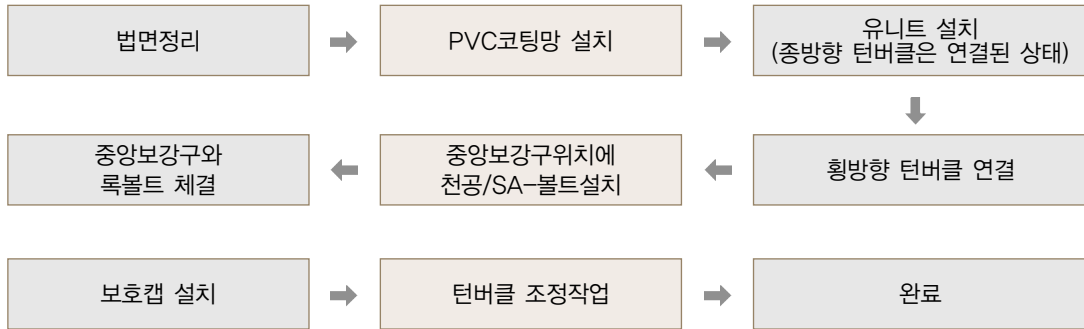 법면정리
PVC코팅망 설치
유니트 설치
(종방향 턴버클은 연결된 상태)
횡방향 턴버클 연결
중앙보강구위치에
천공/SA-볼트설치
중앙보강구와
록볼트 체결
보호캡 설치
턴버클 조정작업
완료